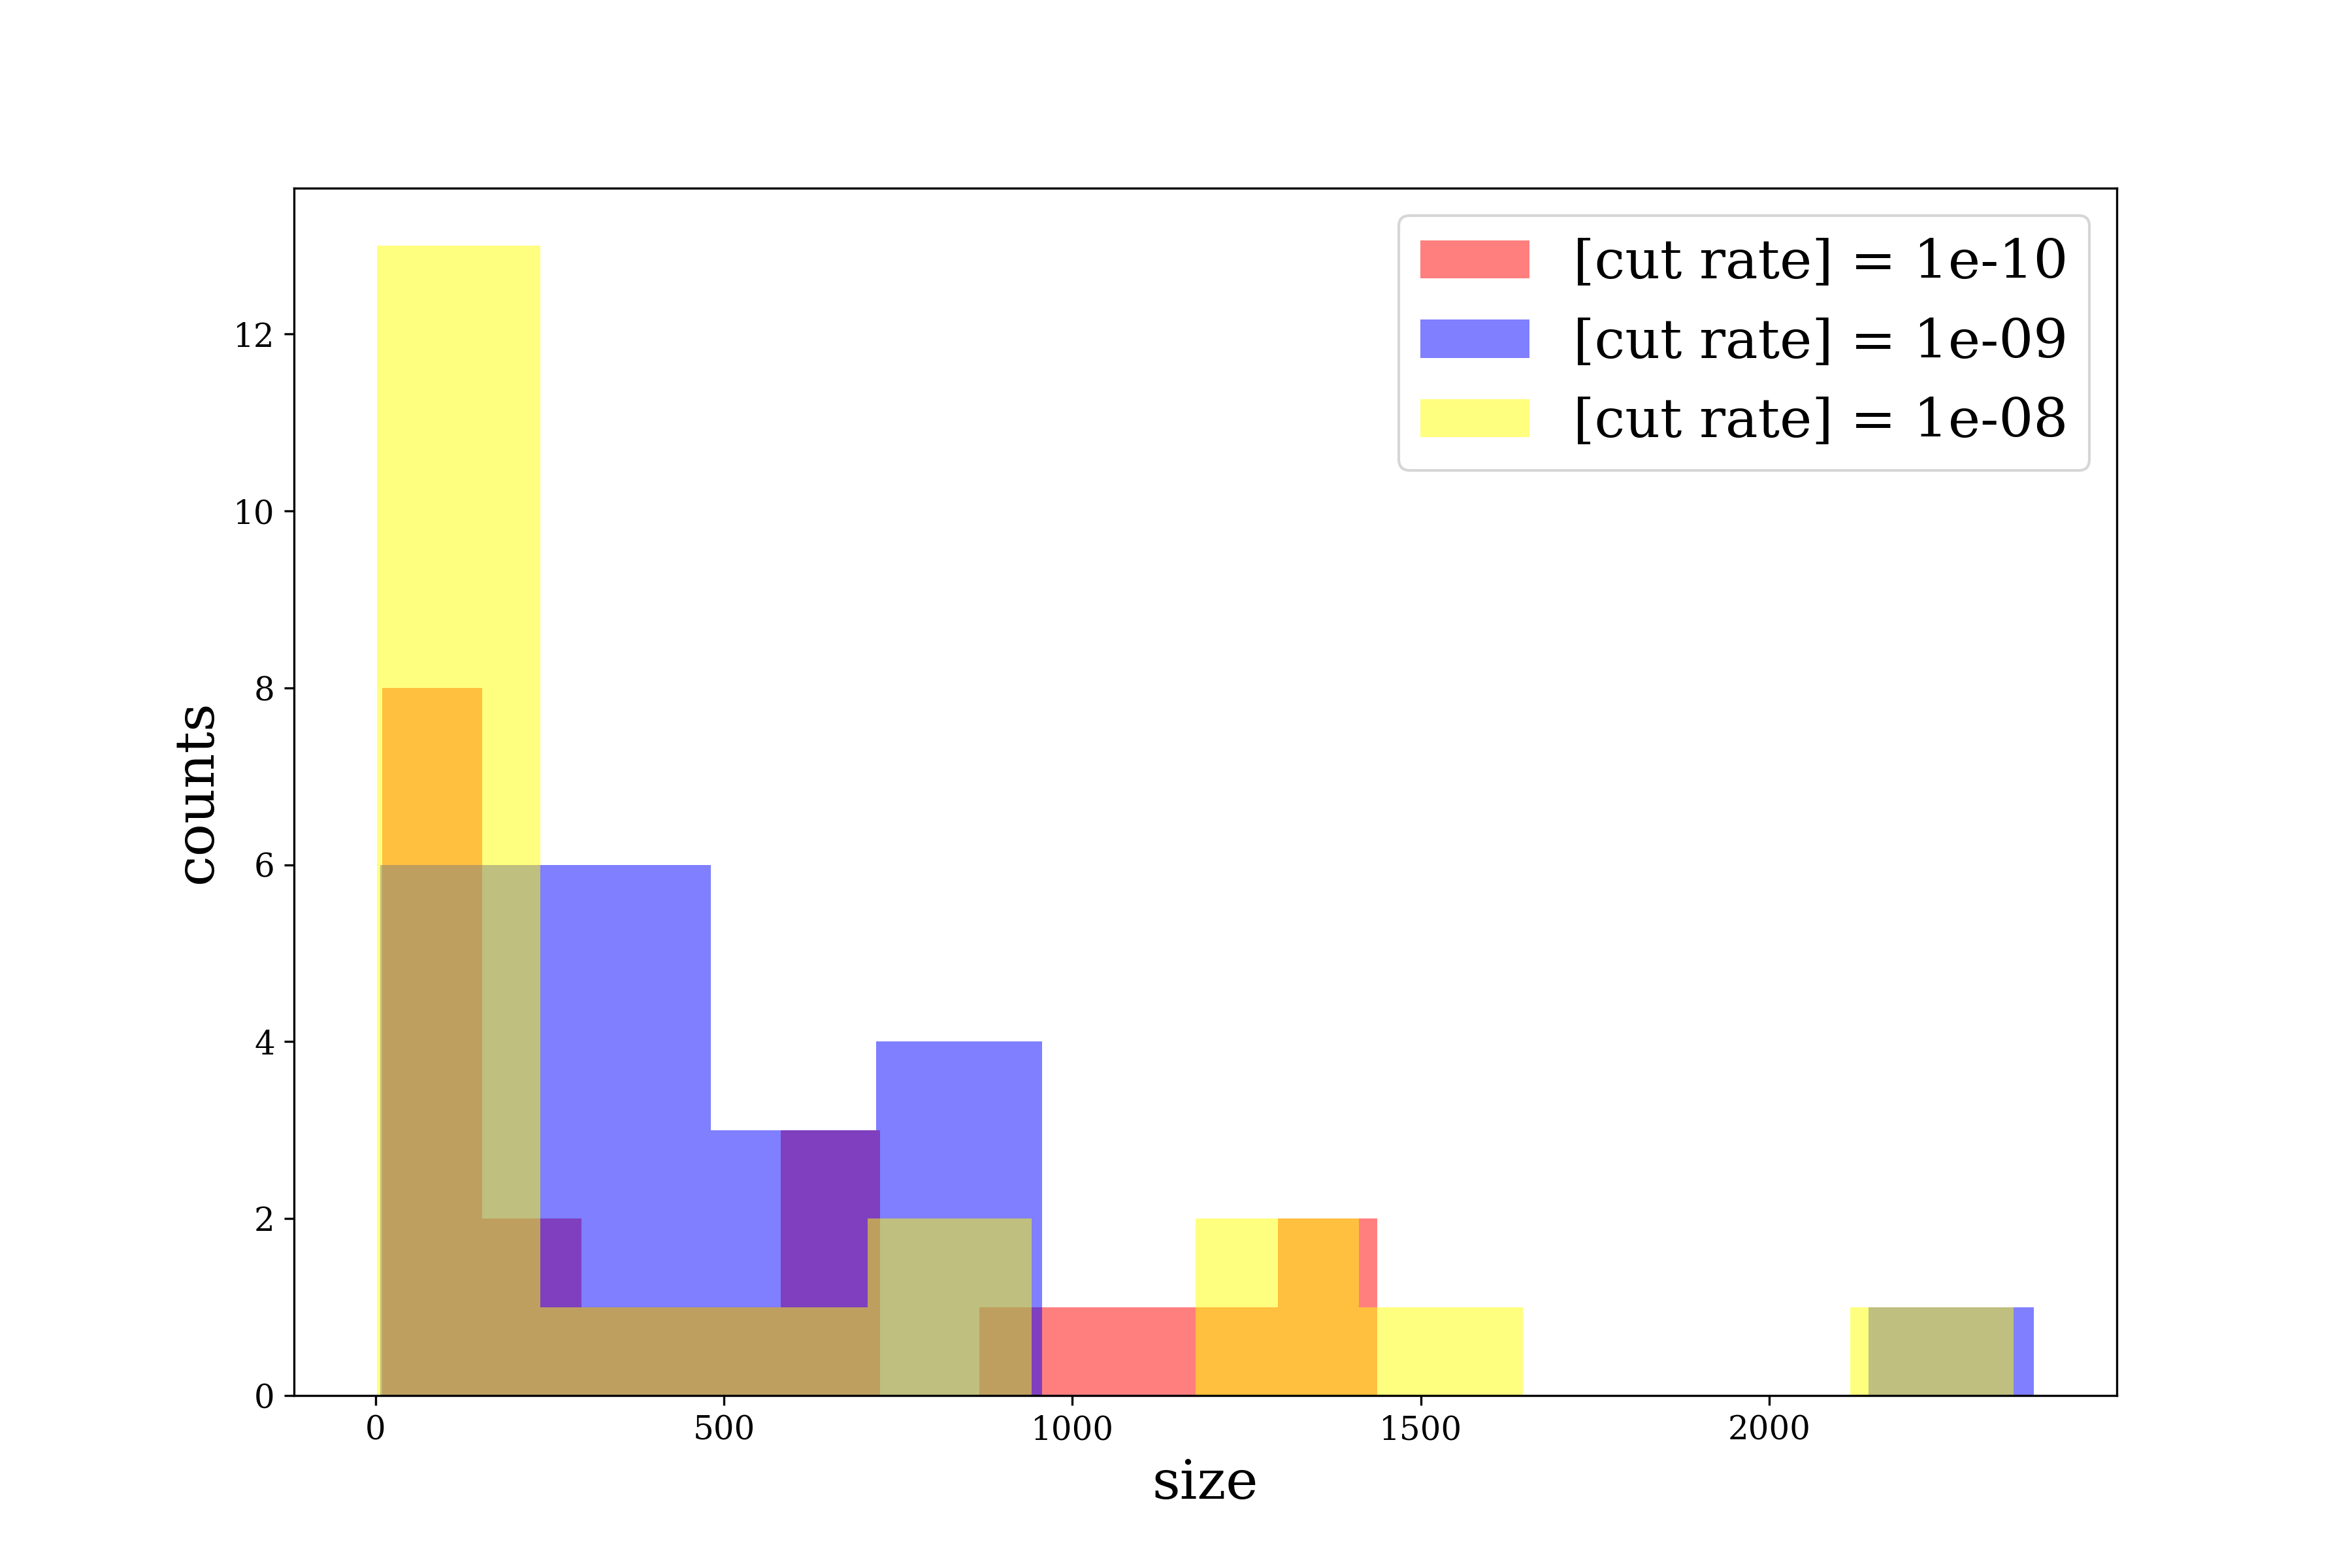 [cut rate] = 1e-10
[cut rate] = 1e-09
[cut rate] = 1e-08
counts
12
10
8
6
4
2
0
0 500 1000 1500 2000
size